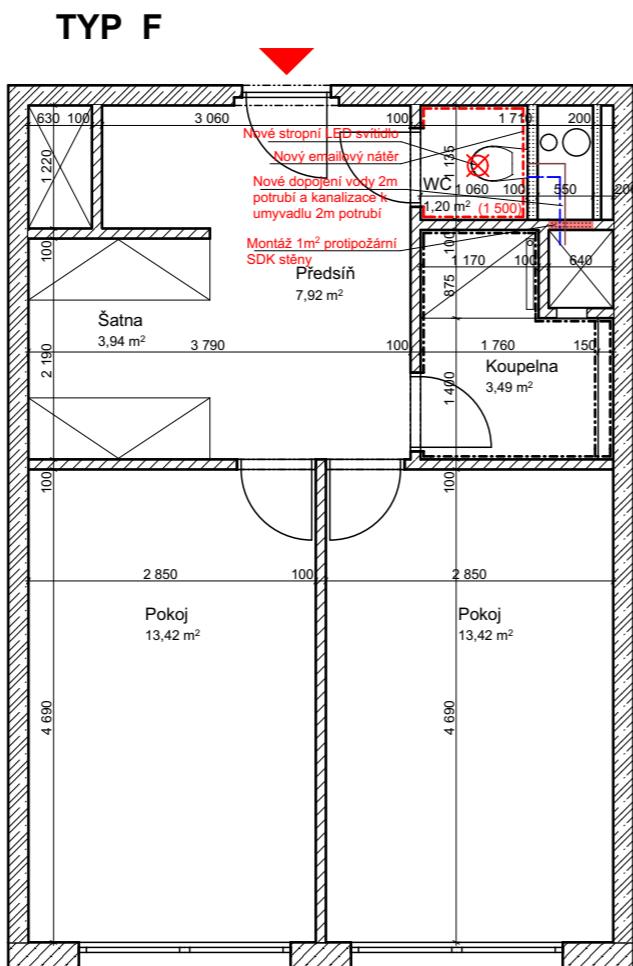 TYP F
630 100 3 060 100 1 710 200
Nové stropní LED svítidlo
Nový emailový nátěr
Nové dopojení vody 2m
potrubí a kanalizace k
umyvadlu 2m potrubí
Montáž 1m² protipožární
SDK stěny
1 220
1 135
WC
1,20 m²
1 060 100 550 200
(1 500)
Předsíň
7,92 m²
100
100
1 170 100 640
875
Šatna
3,94 m²
3 790 100 1 760 150
2 190
Koupelna
3,49 m²
1 400
100
100
2 850 100 2 850
Pokoj
13,42 m²
Pokoj
13,42 m²
4 690
4 690